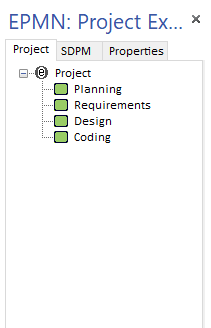 EPMN: Project Ex...
Project SDPM Properties
Project
Planning
Requirements
Design
Coding